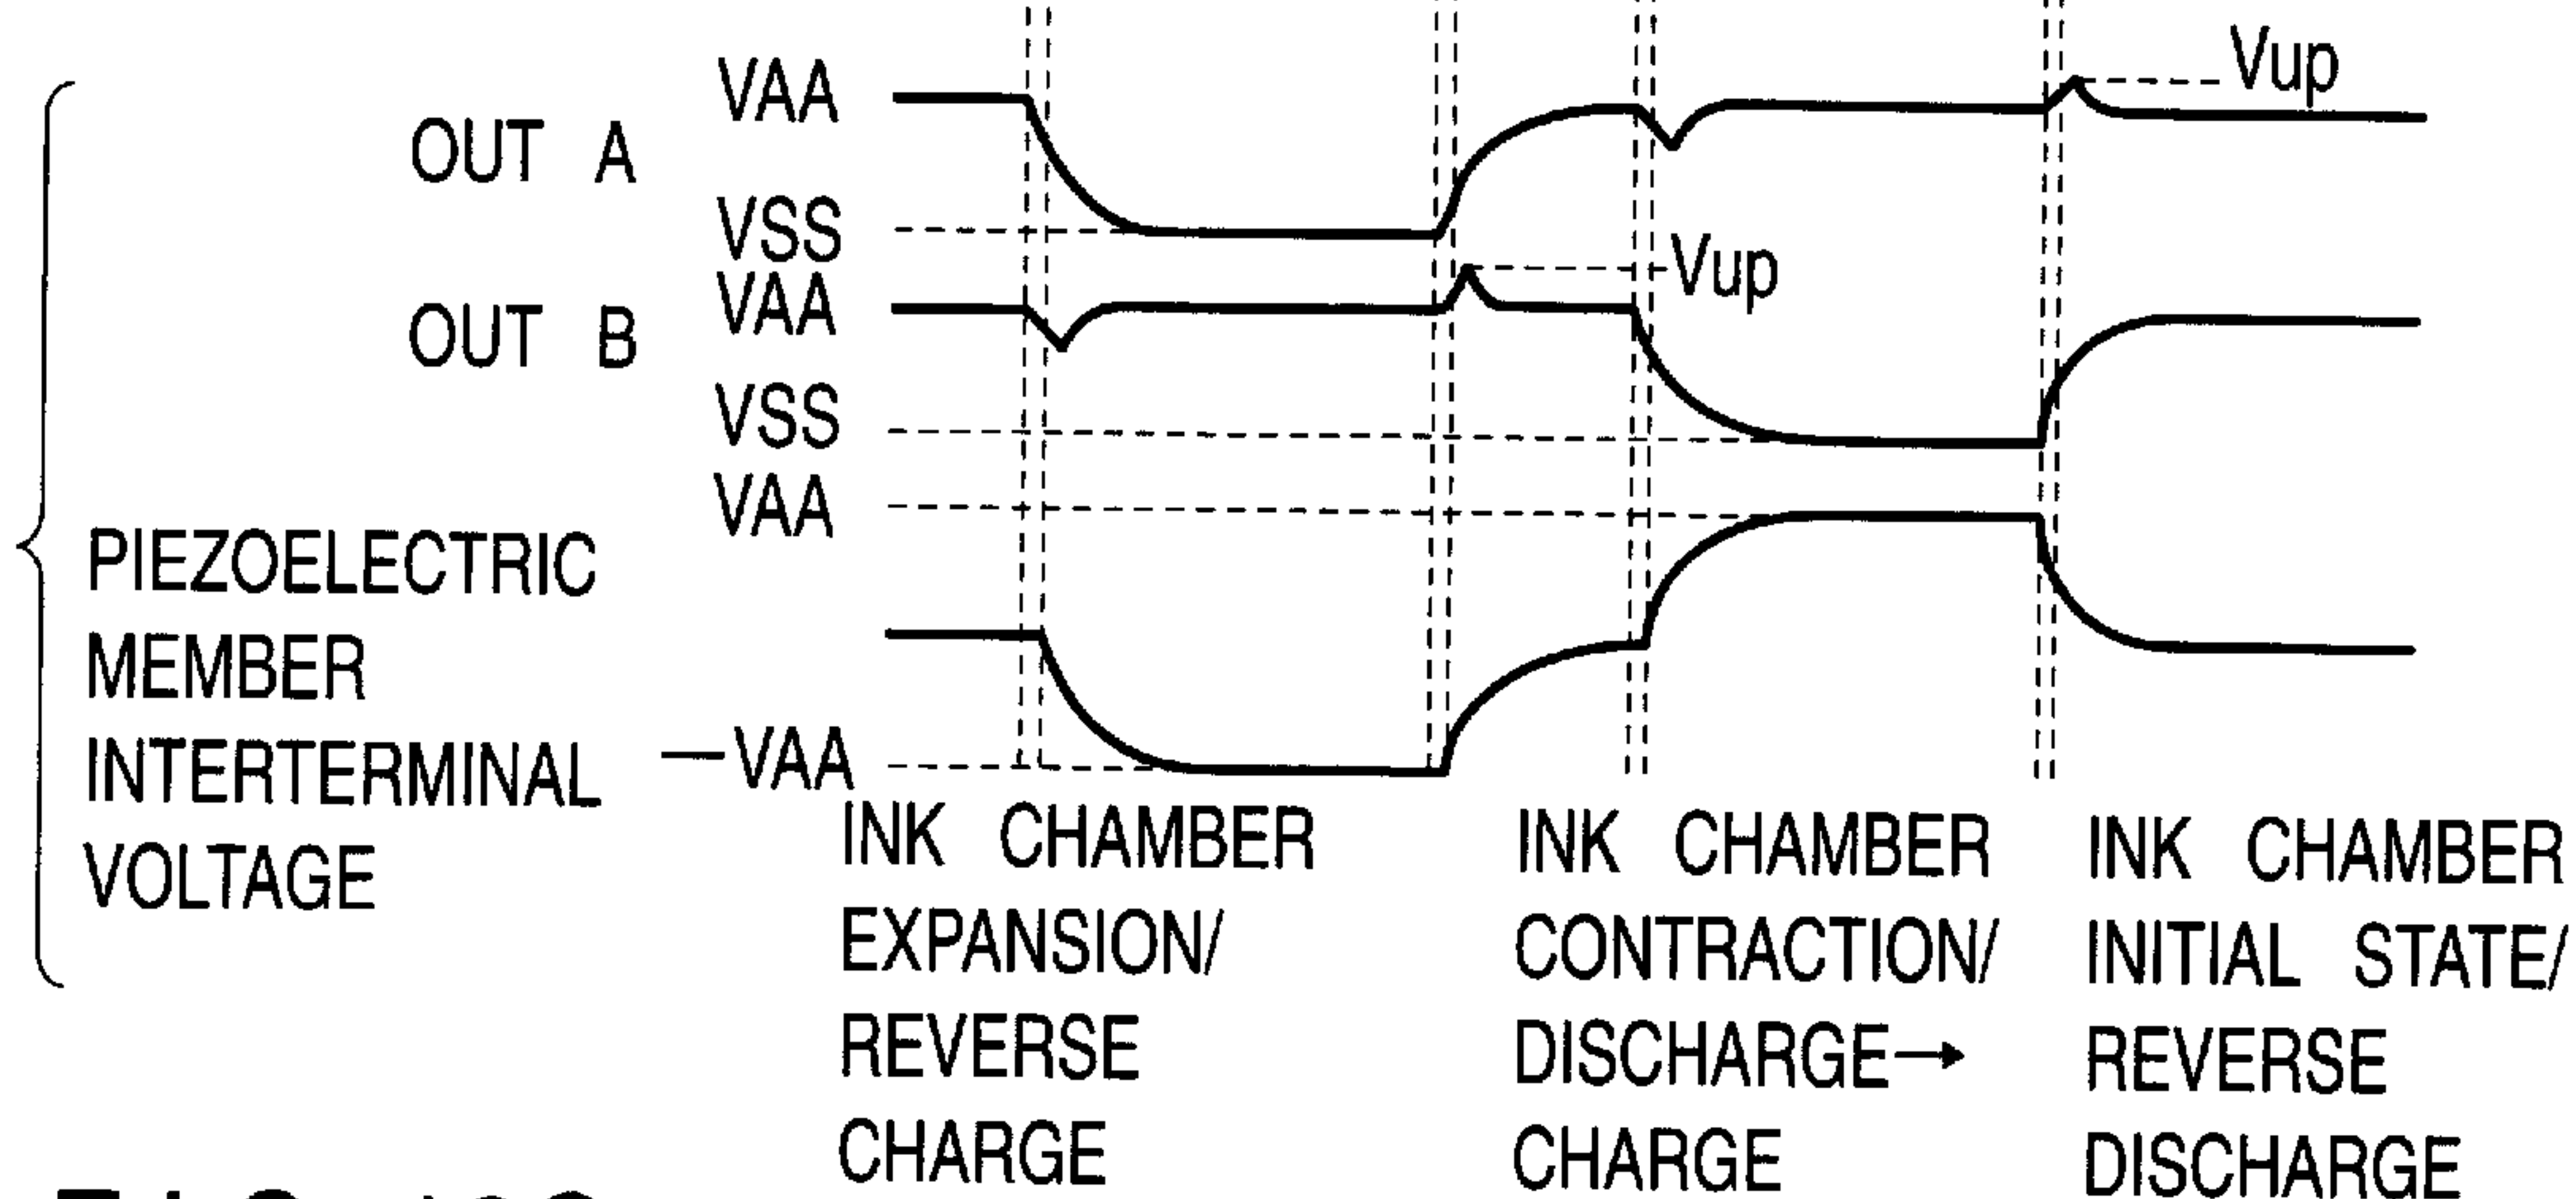 Vup
VAA
OUT A
VSS
Vup
VAA
OUT B
VSS
VAA
PIEZOELECTRIC
MEMBER
INTERTERMINAL
VOLTAGE
—VAA
INK CHAMBER
EXPANSION/
REVERSE
CHARGE
INK CHAMBER
CONTRACTION/
DISCHARGE→
CHARGE
INK CHAMBER
INITIAL STATE/
REVERSE
DISCHARGE